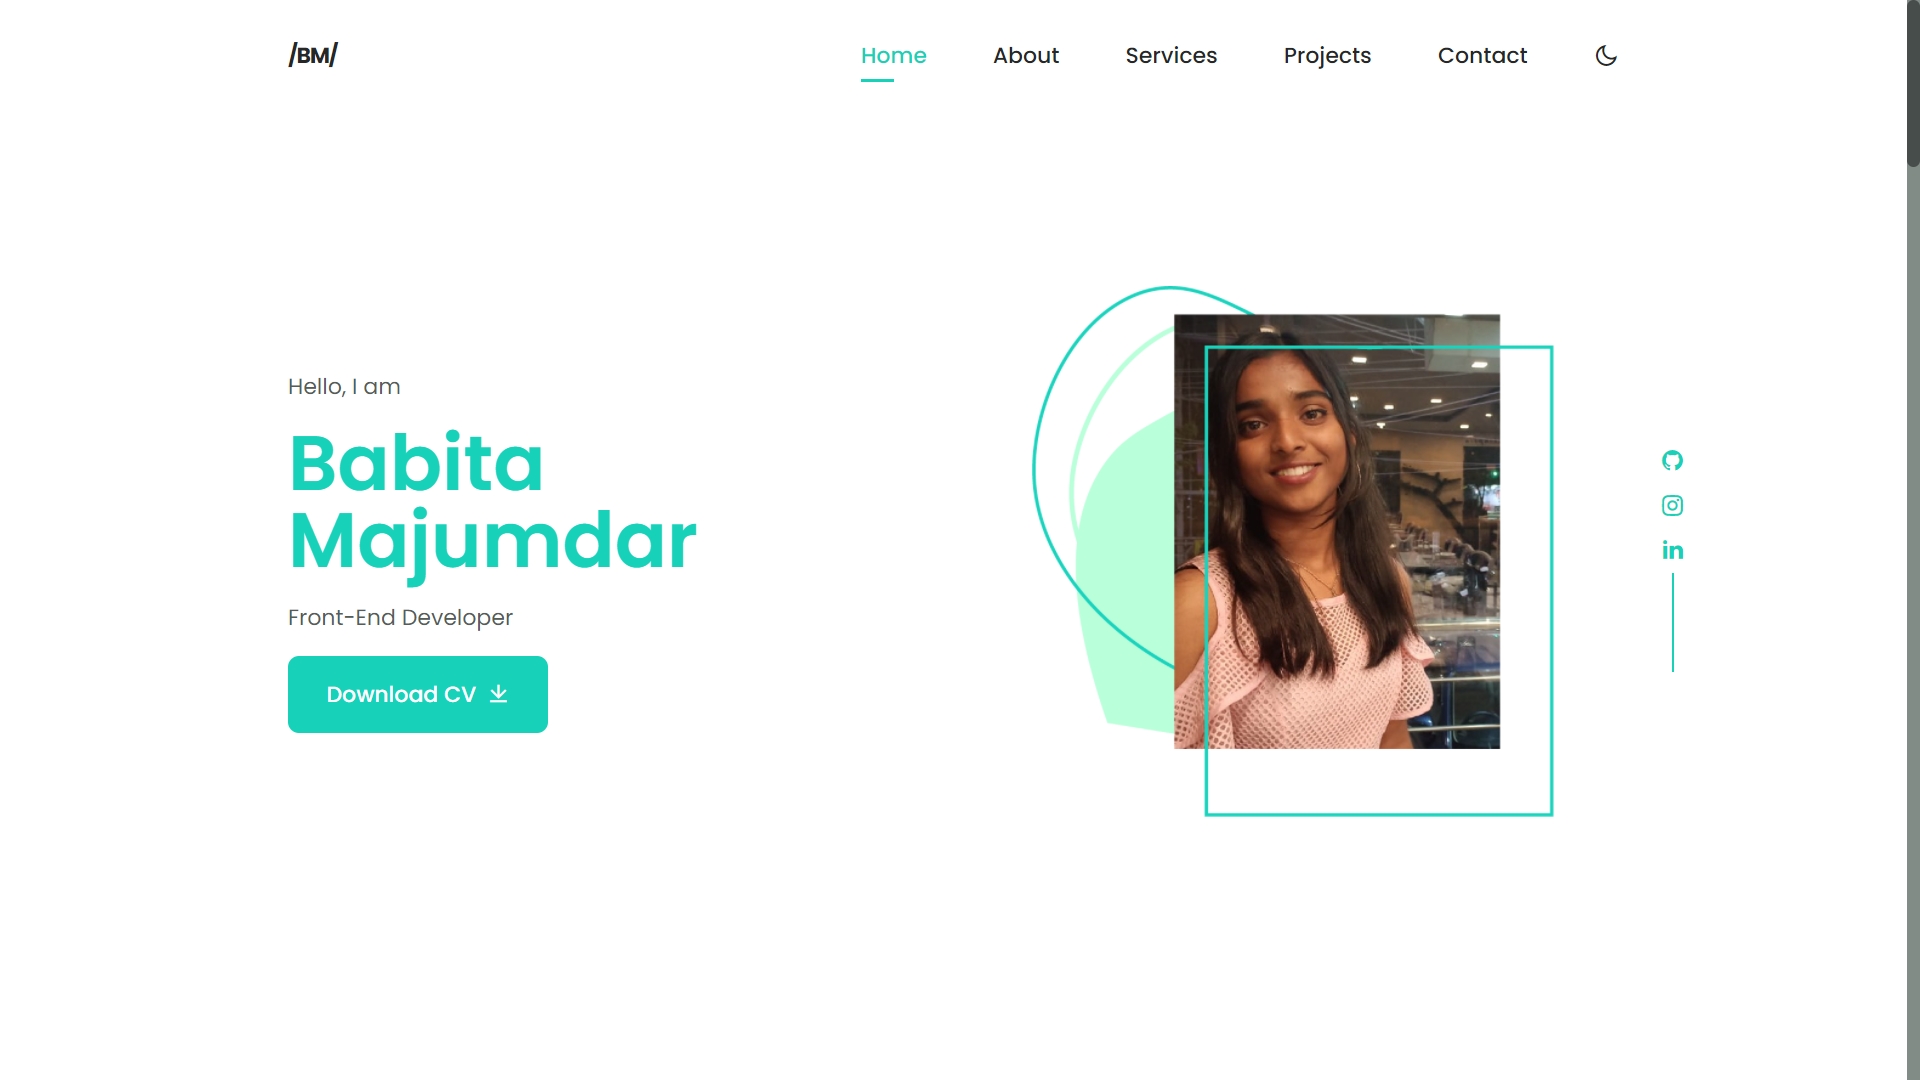 /BM/
Home
About
Services
Projects
Contact
Hello, I am
Babita
Majumdar
Front-End Developer
Download CV